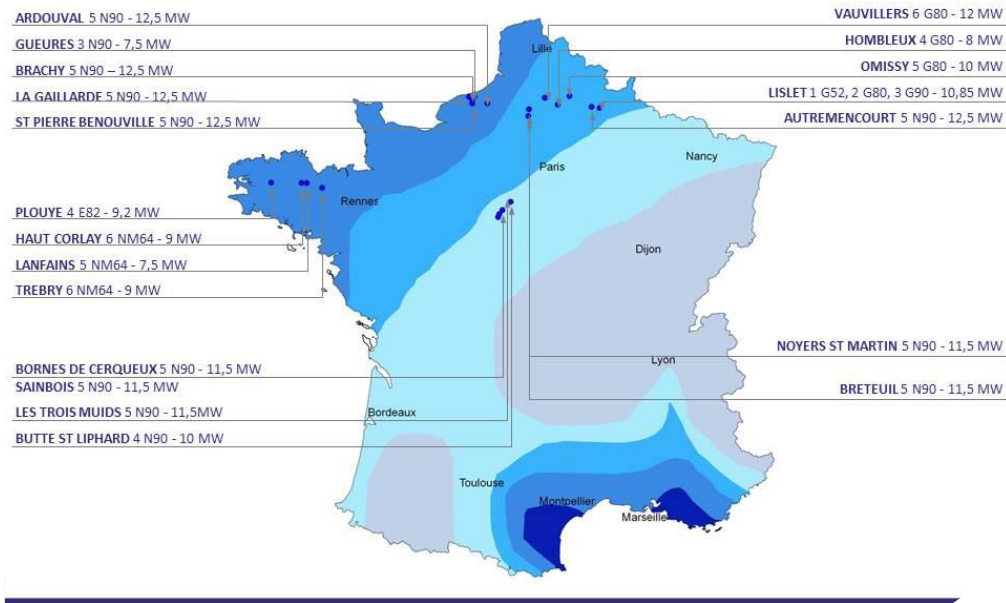 ARDOUVAL 5 N90 - 12,5 MW
GUEURES 3 N90 - 7,5 MW
BRACHY 5 N90 – 12,5 MW
LA GAILLARDE 5 N90 - 12,5 MW
ST PIERRE BENOUVILLE 5 N90 - 12,5 MW
VAUVILLERS 6 G80 - 12 MW
HOMBLEUX 4 G80 - 8 MW
OMISSY 5 G80 - 10 MW
LISLET 1 G52, 2 G80, 3 G90 - 10,85 MW
AUTREMENCOURT 5 N90 - 12,5 MW
Lille
Paris
Nancy
Rennes
Dijon
Lyon
Bordeaux
Toulouse
Montpellier
Marseille
PLOUYE 4 E82 - 9,2 MW
HAUT CORLAY 6 NM64 - 9 MW
LANFAINS 5 NM64 - 7,5 MW
TREBRY 6 NM64 - 9 MW
BORNES DE CERQUEUX 5 N90 - 11,5 MW
SAINBOIS 5 N90 - 11,5 MW
LES TROIS MUIDS 5 N90 - 11,5MW
BUTTE ST LIPHARD 4 N90 - 10 MW
NOYERS ST MARTIN 5 N90 - 11,5 MW
BRETEUIL 5 N90 - 11,5 MW